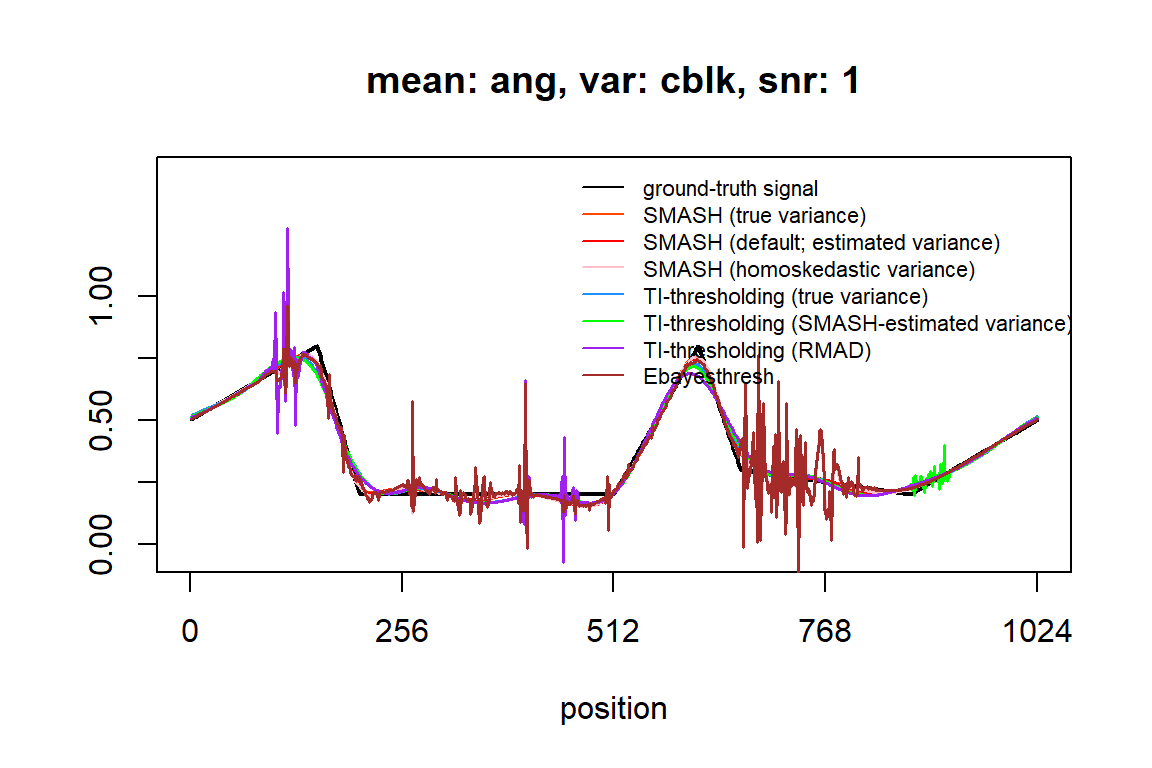 mean: ang, var: cblk, snr: 1
ground-truth signal
SMASH (true variance)
SMASH (default; estimated variance)
SMASH (homoskedastic variance)
TI-thresholding (true variance)
TI-thresholding (SMASH-estimated variance)
TI-thresholding (RMAD)
Ebayesthresh
1.00
0.50
0.00
0 256 512 768 1024
position